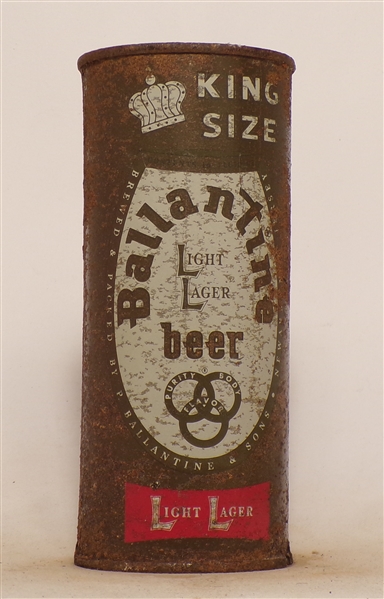 KING
SIZE
Ballantine
LIGHT
LAGER
beer
PURITY BODY
FLAVOR
BREWED & PACKED BY P. BALLANTINE & SONS
LIGHT LAGER